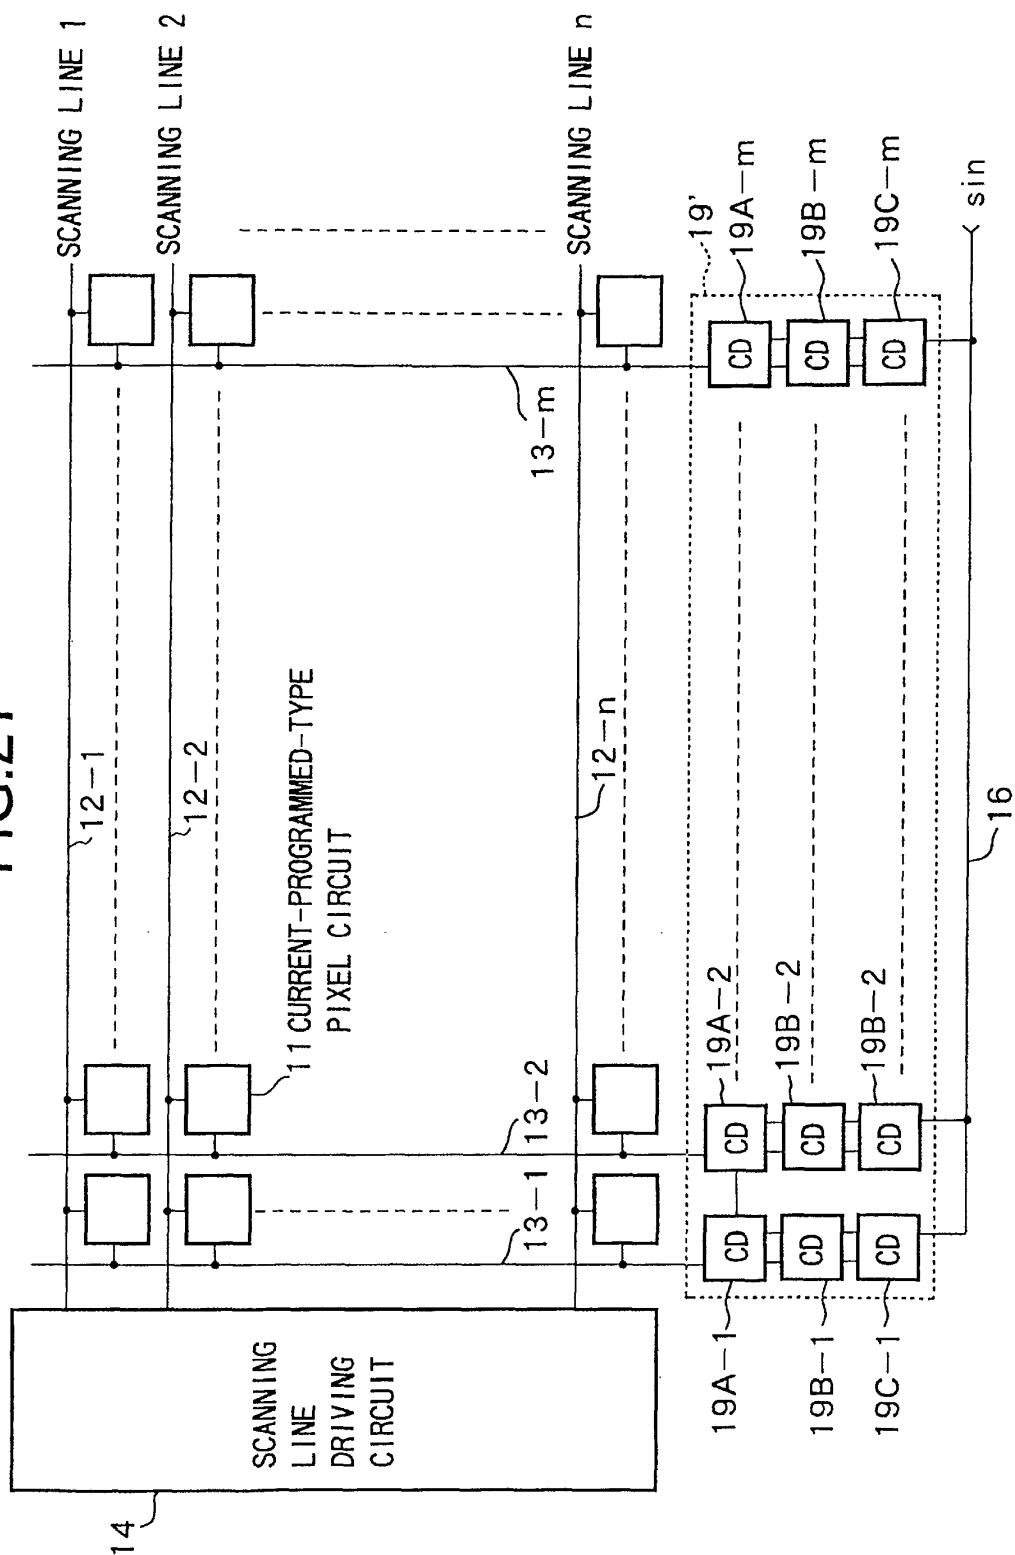 FIG.21
SCANNING LINE 1
SCANNING LINE 2
SCANNING LINE n
12-1
12-2
12-n
11 CURRENT-PROGRAMMED-TYPE
PIXEL CIRCUIT
13-1
13-2
13-m
14
SCANNING
LINE
DRIVING
CIRCUIT
19'
19A-1
19B-1
19C-1
19A-2
19B-2
19B-2
19A-m
19B-m
19C-m
CD
CD
CD
CD
CD
CD
CD
CD
CD
16
sin